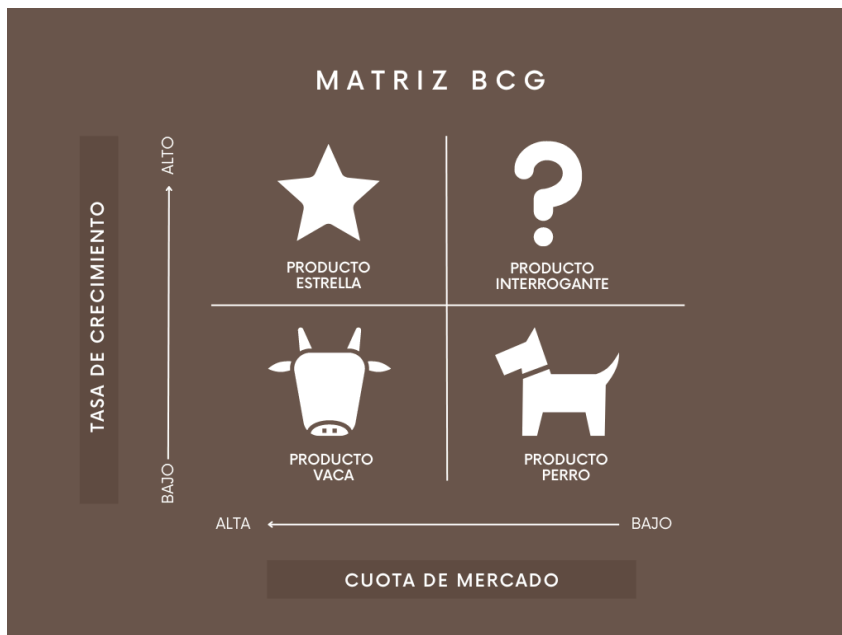 MATRIZ BCG
ALTO
TASA DE CRECIMIENTO
BAJO
PRODUCTO
ESTRELLA
PRODUCTO
INTERROGANTE
PRODUCTO
VACA
PRODUCTO
PERRO
ALTA
BAJO
CUOTA DE MERCADO